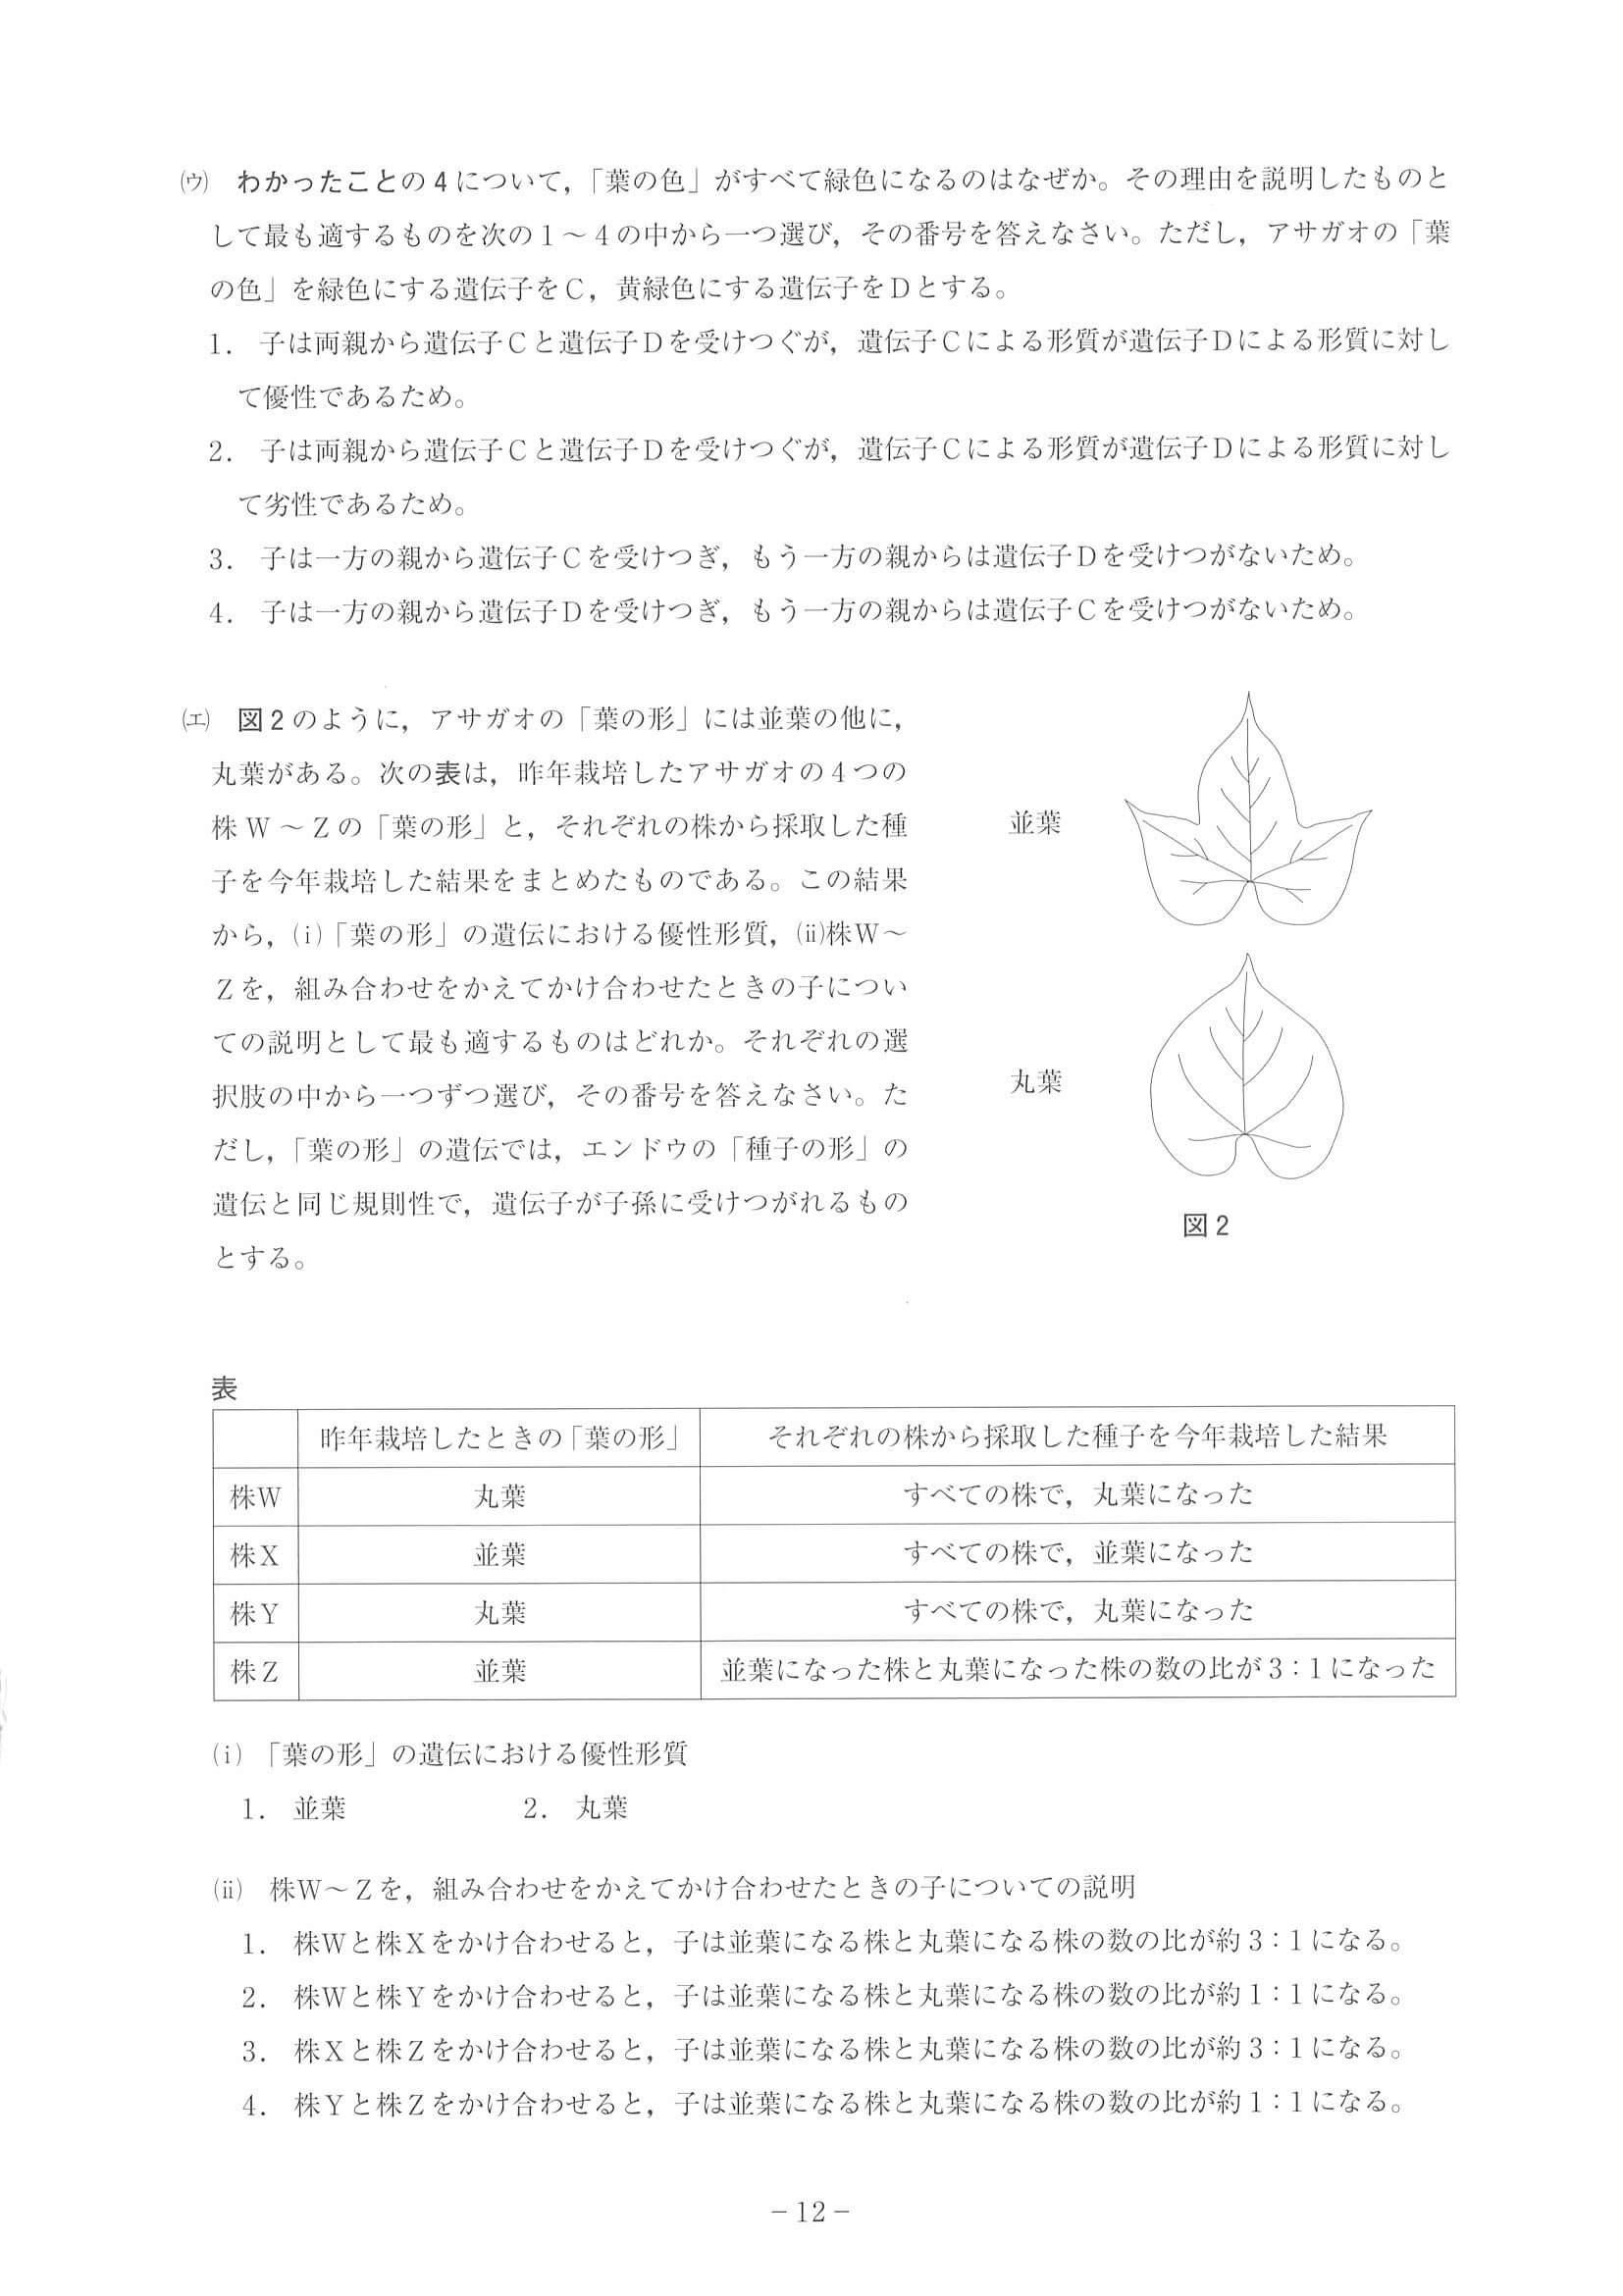 (ウ) わかったことの4について，「葉の色」がすべて緑色になるのはなぜか。その理由を説明したものと
して最も適するものを次の1～4の中から一つ選び，その番号を答えなさい。ただし，アサガオの「葉
の色」を緑色にする遺伝子をC，黄緑色にする遺伝子をDとする。
1. 子は両親から遺伝子Cと遺伝子Dを受けつぐが，遺伝子Cによる形質が遺伝子Dによる形質に対し
て優性であるため。
2. 子は両親から遺伝子Cと遺伝子Dを受けつぐが，遺伝子Cによる形質が遺伝子Dによる形質に対し
て劣性であるため。
3. 子は一方の親から遺伝子Cを受けつぎ，もう一方の親からは遺伝子Dを受けつがないため。
4. 子は一方の親から遺伝子Dを受けつぎ，もう一方の親からは遺伝子Cを受けつがないため。
(エ) 図2のように，アサガオの「葉の形」には並葉の他に，
丸葉がある。次の表は，昨年栽培したアサガオの4つの
株W～Zの「葉の形」と，それぞれの株から採取した種
子を今年栽培した結果をまとめたものである。この結果
から，(i)「葉の形」の遺伝における優性形質，(ii)株W～
Zを，組み合わせをかえてかけ合わせたときの子につい
ての説明として最も適するものはどれか。それぞれの選
択肢の中から一つずつ選び，その番号を答えなさい。た
だし，「葉の形」の遺伝では，エンドウの「種子の形」の
遺伝と同じ規則性で，遺伝子が子孫に受けつがれるもの
とする。
並葉
丸葉
図2
表
昨年栽培したときの「葉の形」 それぞれの株から採取した種子を今年栽培した結果
株W 丸葉 すべての株で，丸葉になった
株X 並葉 すべての株で，並葉になった
株Y 丸葉 すべての株で，丸葉になった
株Z 並葉 並葉になった株と丸葉になった株の数の比が3：1になった
(i) 「葉の形」の遺伝における優性形質
1. 並葉 2. 丸葉
(ii) 株W～Zを，組み合わせをかえてかけ合わせたときの子についての説明
1. 株Wと株Xをかけ合わせると，子は並葉になる株と丸葉になる株の数の比が約3：1になる。
2. 株Wと株Yをかけ合わせると，子は並葉になる株と丸葉になる株の数の比が約1：1になる。
3. 株Xと株Zをかけ合わせると，子は並葉になる株と丸葉になる株の数の比が約3：1になる。
4. 株Yと株Zをかけ合わせると，子は並葉になる株と丸葉になる株の数の比が約1：1になる。
－12－